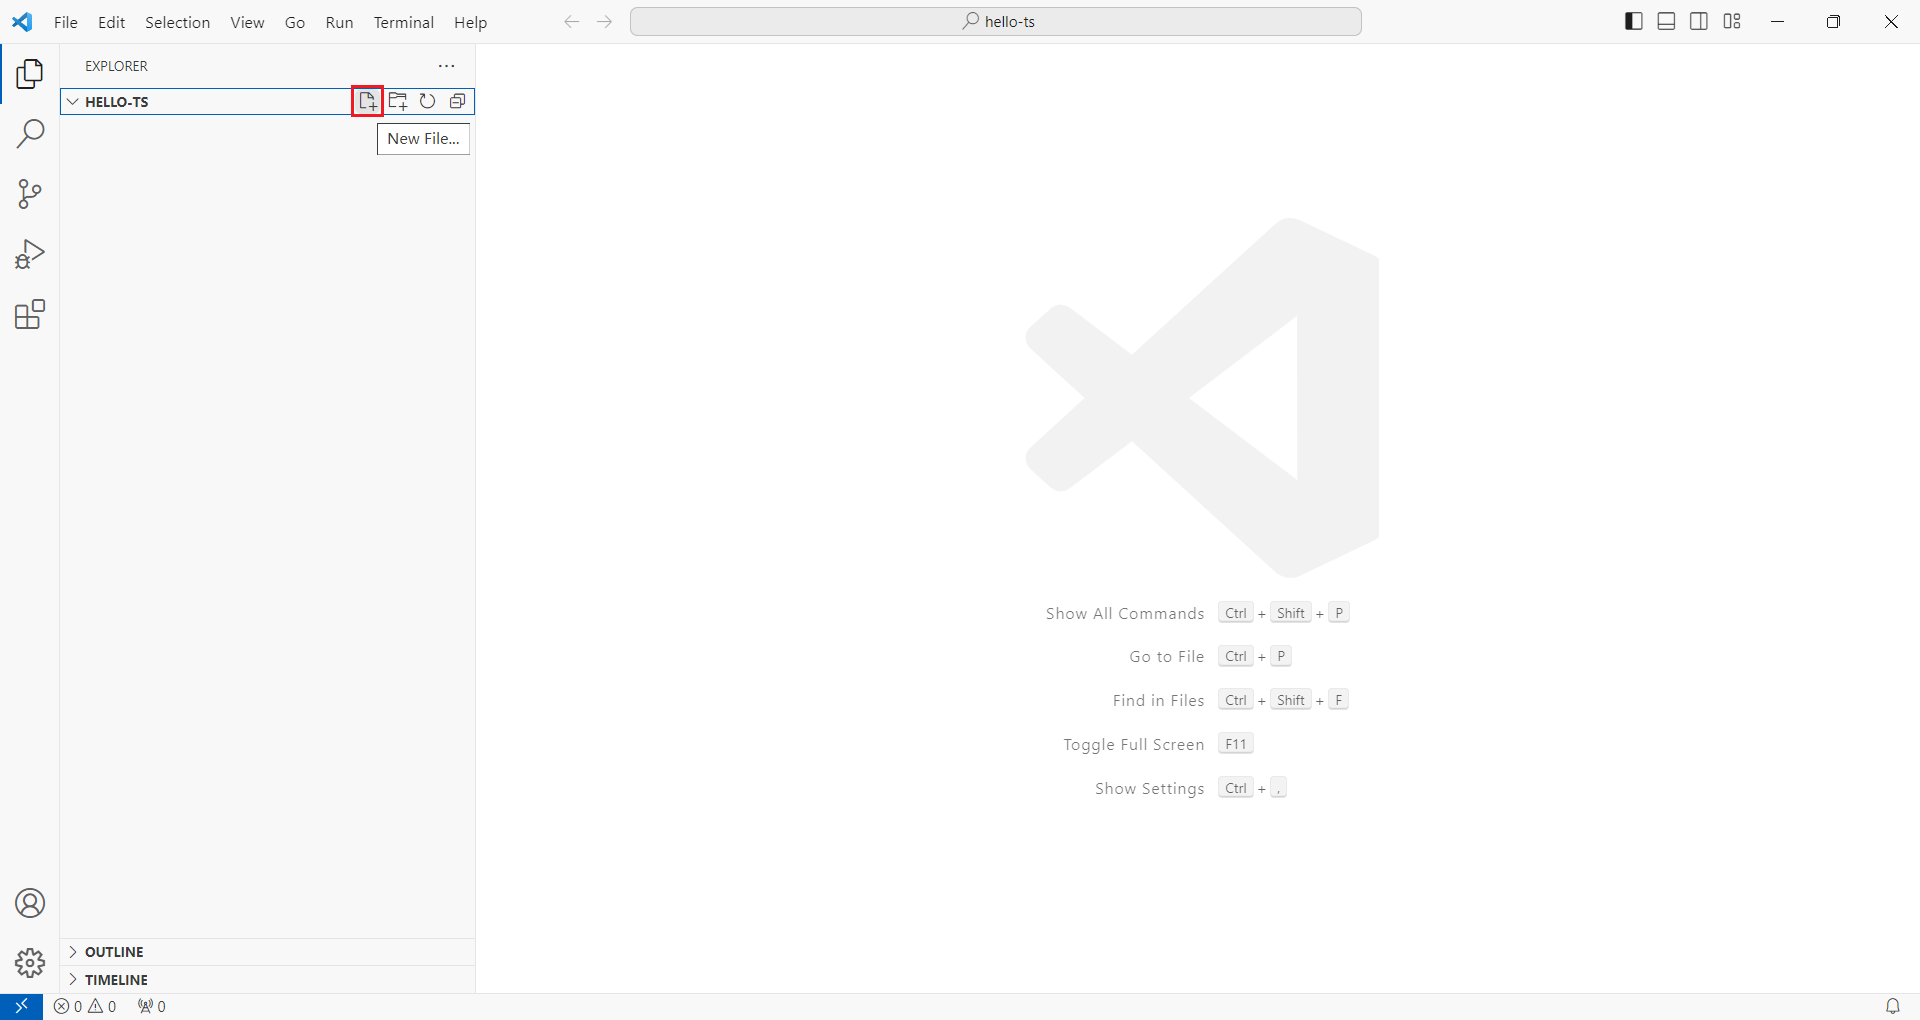 File Edit Selection View Go Run Terminal Help hello-ts
EXPLORER
HELLO-TS
New File...
Show All Commands Ctrl + Shift + P
Go to File Ctrl + P
Find in Files Ctrl + Shift + F
Toggle Full Screen F11
Show Settings Ctrl + ,
OUTLINE
TIMELINE
0 0 0